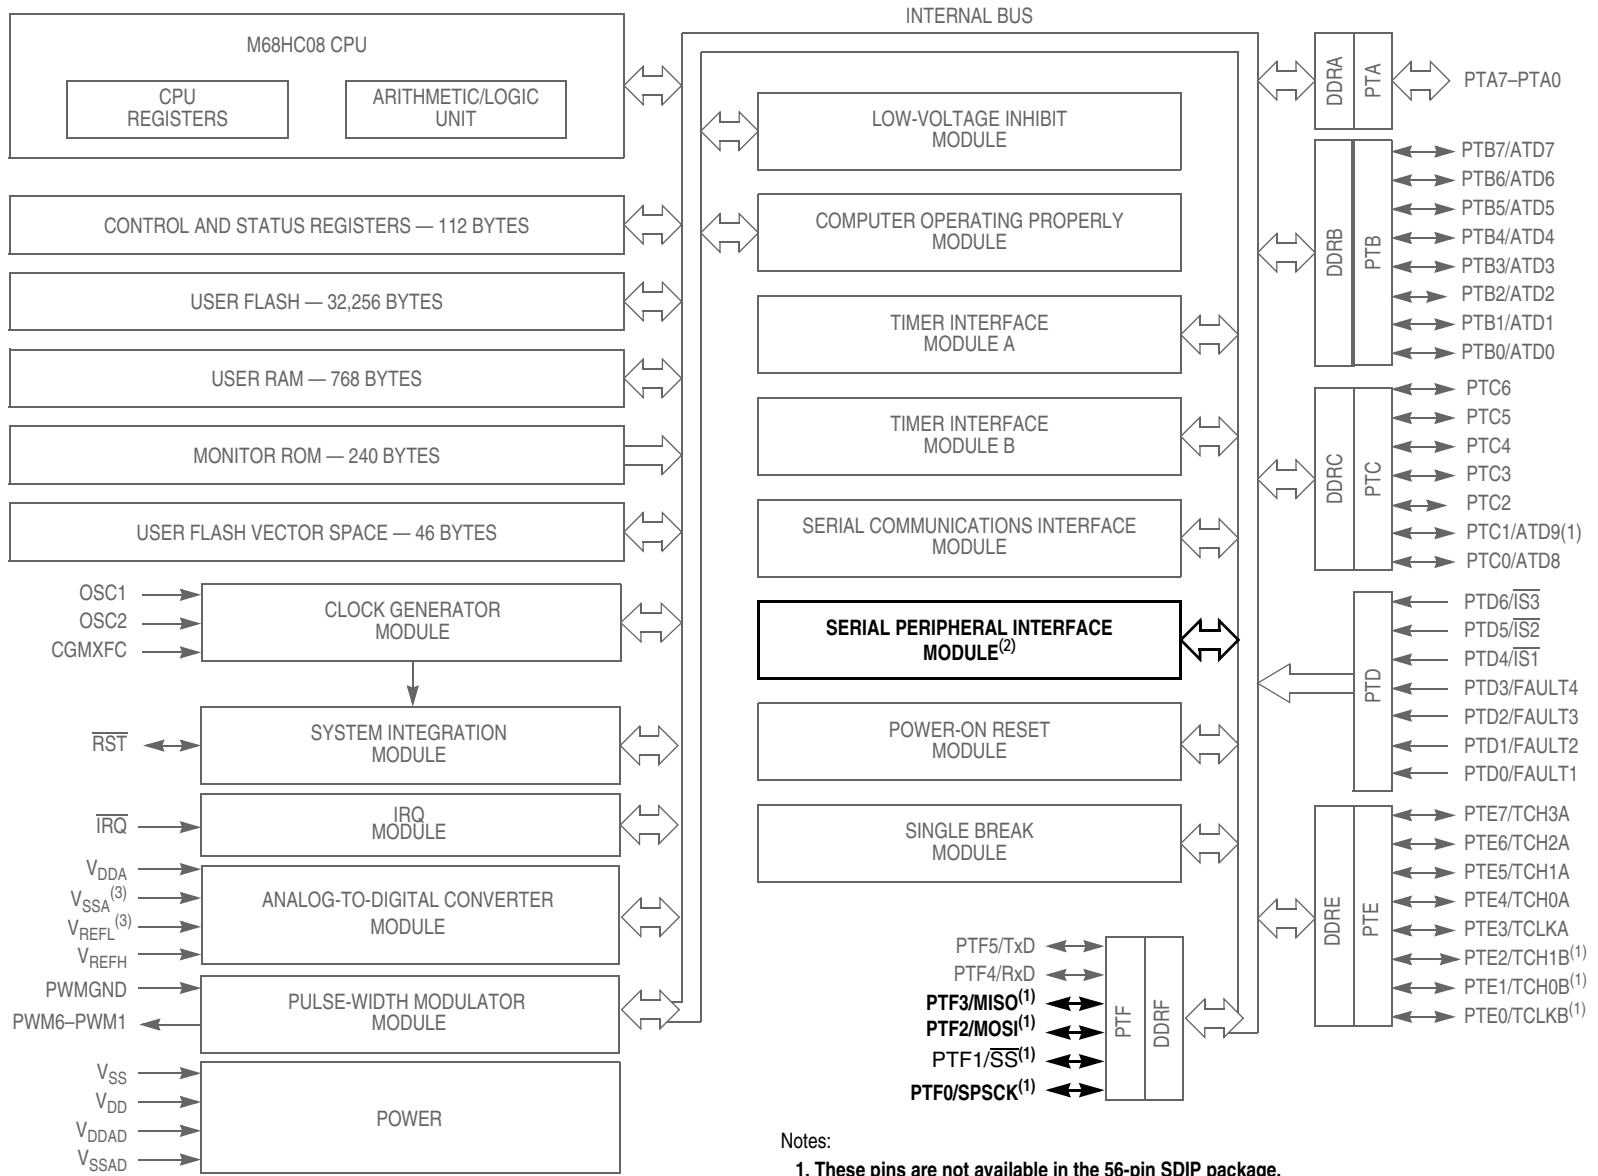 INTERNAL BUS
M68HC08 CPU
CPU
REGISTERS
ARITHMETIC/LOGIC
UNIT
CONTROL AND STATUS REGISTERS — 112 BYTES
USER FLASH — 32,256 BYTES
USER RAM — 768 BYTES
MONITOR ROM — 240 BYTES
USER FLASH VECTOR SPACE — 46 BYTES
OSC1
OSC2
CGMXFC
CLOCK GENERATOR
MODULE
RST
SYSTEM INTEGRATION
MODULE
IRQ
IRQ
MODULE
VDDA
VSSA(3)
VREFL(3)
VREFH
ANALOG-TO-DIGITAL CONVERTER
MODULE
PWMGND
PWM6–PWM1
PULSE-WIDTH MODULATOR
MODULE
VSS
VDD
VDDAD
VSSAD
POWER
LOW-VOLTAGE INHIBIT
MODULE
COMPUTER OPERATING PROPERLY
MODULE
TIMER INTERFACE
MODULE A
TIMER INTERFACE
MODULE B
SERIAL COMMUNICATIONS INTERFACE
MODULE
SERIAL PERIPHERAL INTERFACE
MODULE(2)
POWER-ON RESET
MODULE
SINGLE BREAK
MODULE
PTF5/TxD
PTF4/RxD
PTF3/MISO(1)
PTF2/MOSI(1)
PTF1/SS(1)
PTF0/SPSCK(1)
PTF
DDRF
DDRA
PTA
PTA7–PTA0
DDRB
PTB
PTB7/ATD7
PTB6/ATD6
PTB5/ATD5
PTB4/ATD4
PTB3/ATD3
PTB2/ATD2
PTB1/ATD1
PTB0/ATD0
DDRC
PTC
PTC6
PTC5
PTC4
PTC3
PTC2
PTC1/ATD9(1)
PTC0/ATD8
PTD
PTD6/IS3
PTD5/IS2
PTD4/IS1
PTD3/FAULT4
PTD2/FAULT3
PTD1/FAULT2
PTD0/FAULT1
DDRE
PTE
PTE7/TCH3A
PTE6/TCH2A
PTE5/TCH1A
PTE4/TCH0A
PTE3/TCLKA
PTE2/TCH1B(1)
PTE1/TCH0B(1)
PTE0/TCLKB(1)
Notes:
1. These pins are not available in the 56-pin SDIP package.